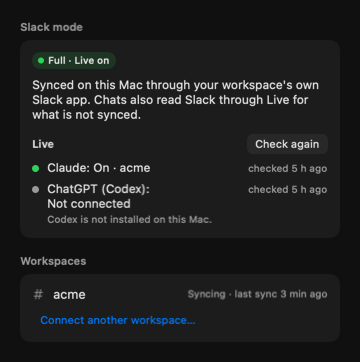 Slack mode
Full · Live on
Synced on this Mac through your workspace's own
Slack app. Chats also read Slack through Live for
what is not synced.
Live
Check again
Claude: On · acme
checked 5 h ago
ChatGPT (Codex):
checked 5 h ago
Not connected
Codex is not installed on this Mac.
Workspaces
# acme
Syncing · last sync 3 min ago
Connect another workspace...